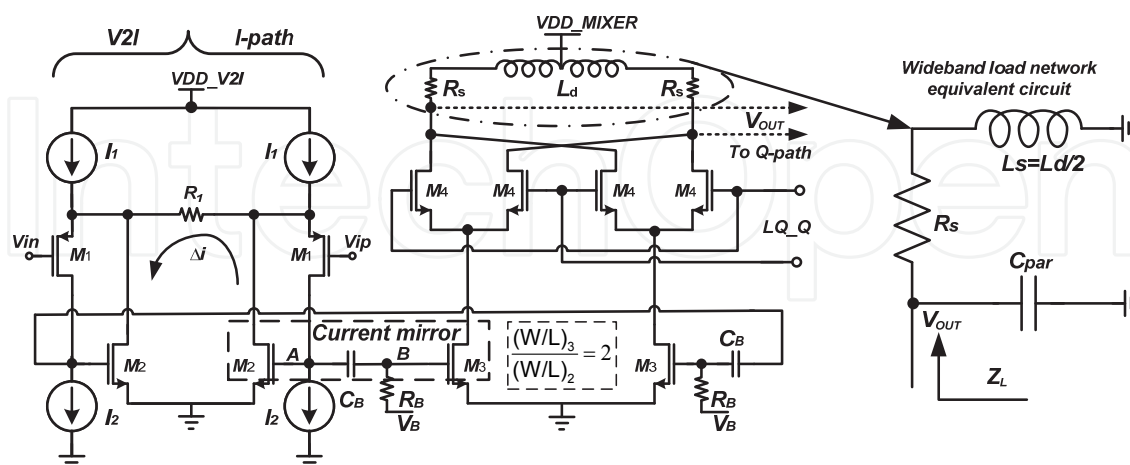 V2I
I-path
VDD_V2I
I1
I1
R1
Vin
M1
Δi
M1
Vip
M2
M2
Current mirror
A
B
CB
RB
VB
I2
I2
M3
(W/L)3
(W/L)2
= 2
M3
CB
RB
VB
VDD_MIXER
Rs
Ld
Rs
VOUT
To Q-path
M4
M4
M4
M4
LQ_Q
Wideband load network
equivalent circuit
Ls=Ld/2
Rs
Cpar
VOUT
ZL
IntechOpen